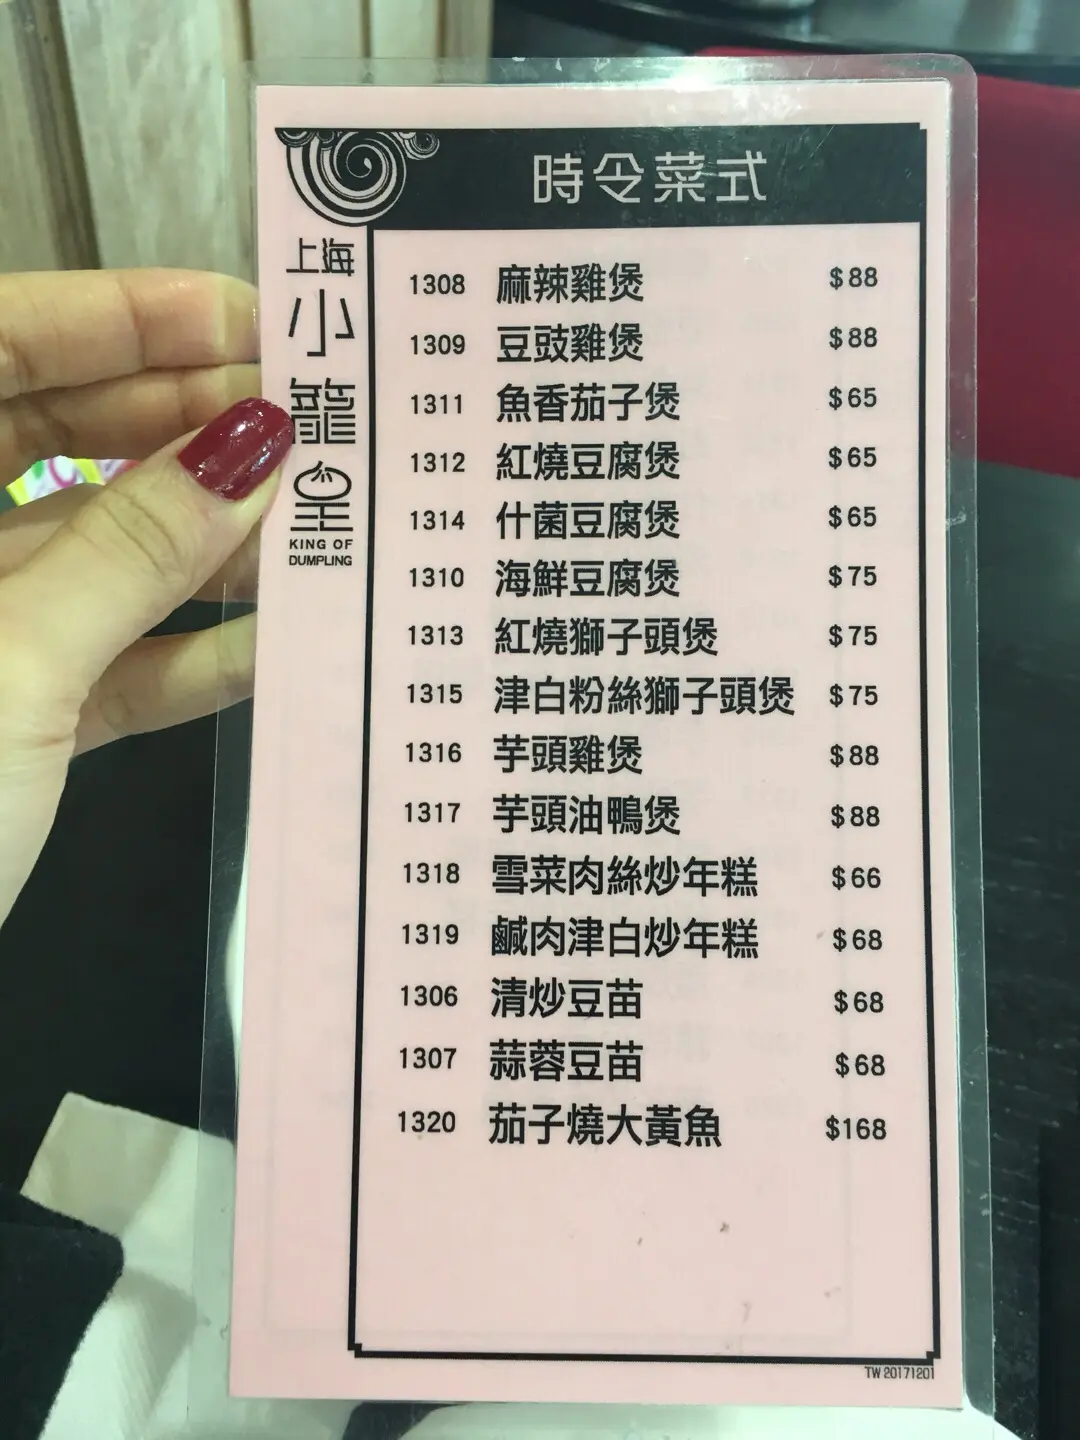 時令菜式
上海
小
籠
皇
KING OF
DUMPLING
1308 麻辣雞煲 $88
1309 豆豉雞煲 $88
1311 魚香茄子煲 $65
1312 紅燒豆腐煲 $65
1314 什菌豆腐煲 $65
1310 海鮮豆腐煲 $75
1313 紅燒獅子頭煲 $75
1315 津白粉絲獅子頭煲 $75
1316 芋頭雞煲 $88
1317 芋頭油鴨煲 $88
1318 雪菜肉絲炒年糕 $66
1319 鹹肉津白炒年糕 $68
1306 清炒豆苗 $68
1307 蒜蓉豆苗 $68
1320 茄子燒大黃魚 $168
TW 20171201